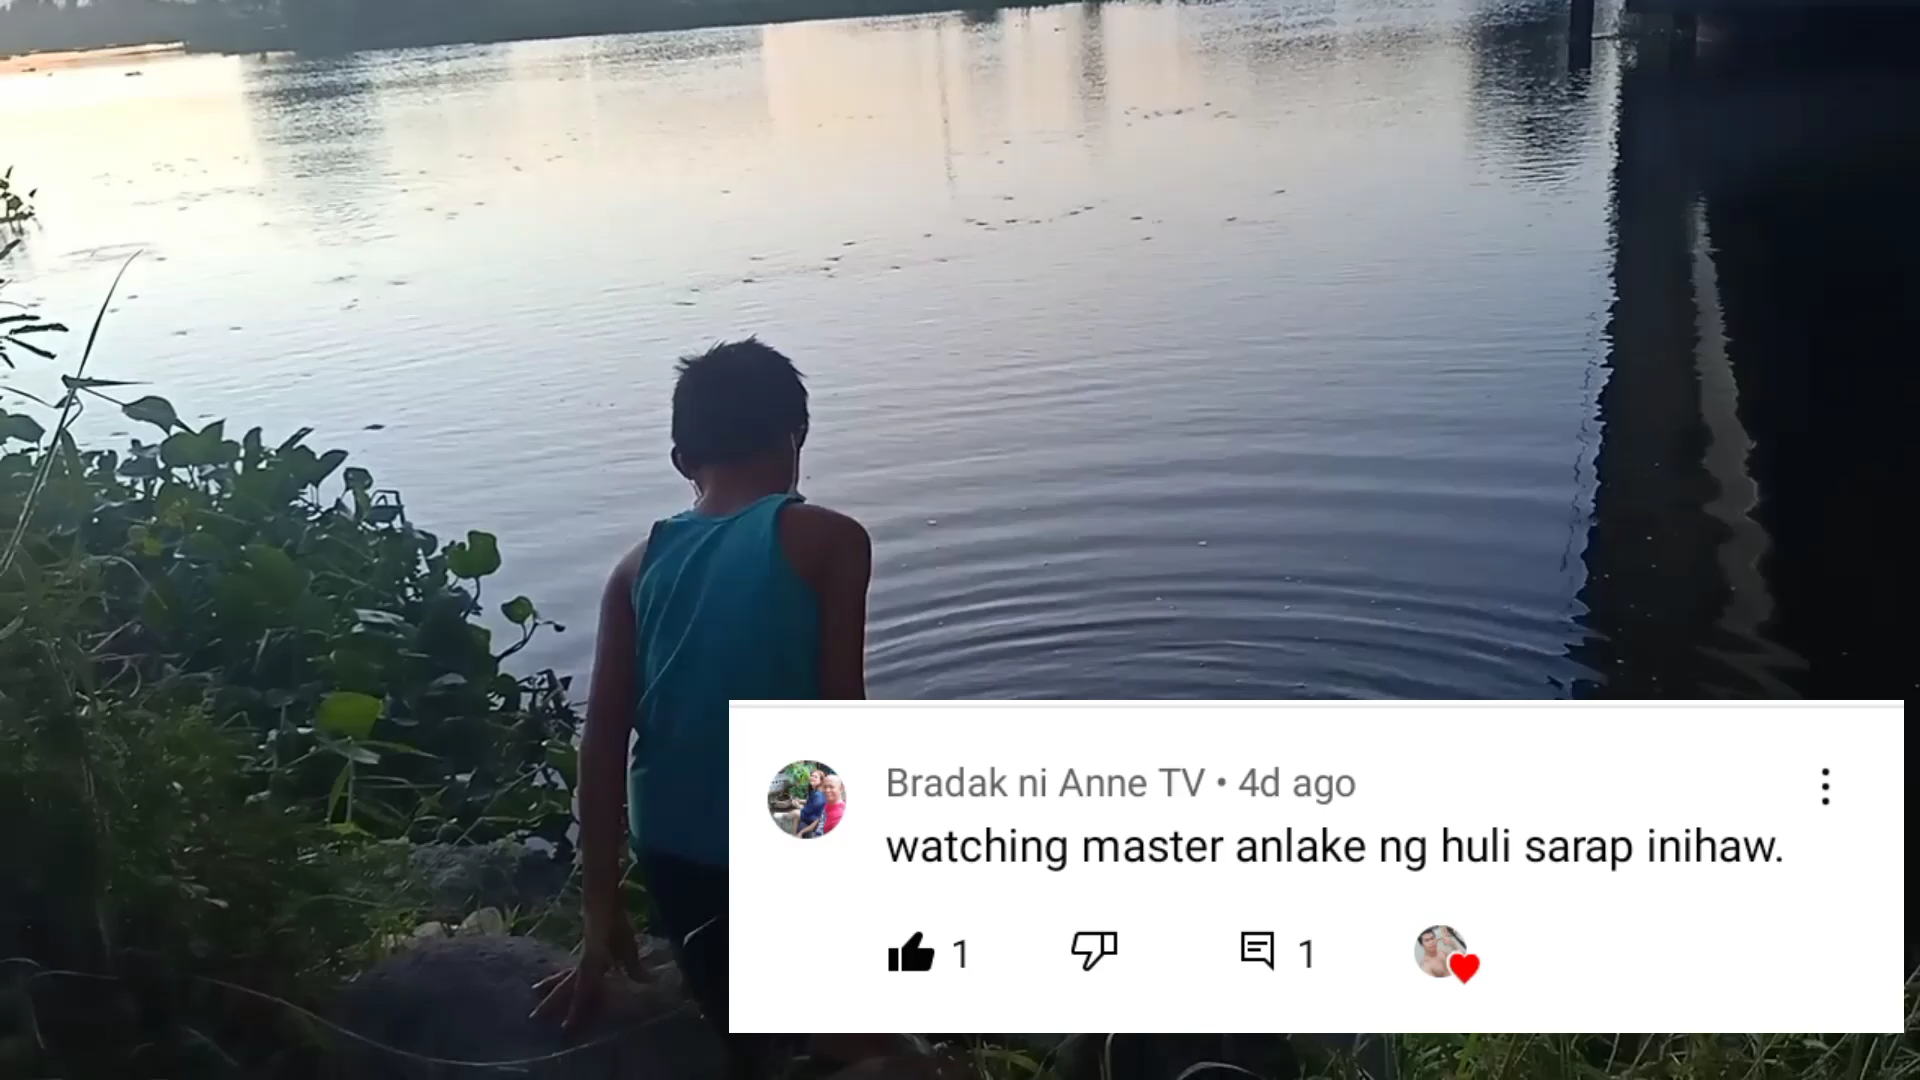 Bradak ni Anne TV • 4d ago
watching master anlake ng huli sarap inihaw.
1
1